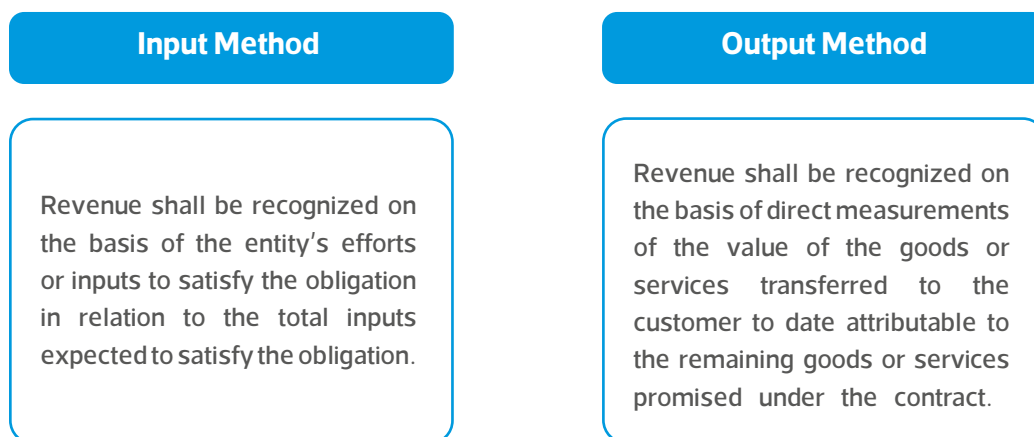 Input Method
Revenue shall be recognized on
the basis of the entity's efforts
or inputs to satisfy the obligation
in relation to the total inputs
expected to satisfy the obligation.
Output Method
Revenue shall be recognized on
the basis of direct measurements
of the value of the goods or
services transferred to the
customer to date attributable to
the remaining goods or services
promised under the contract.